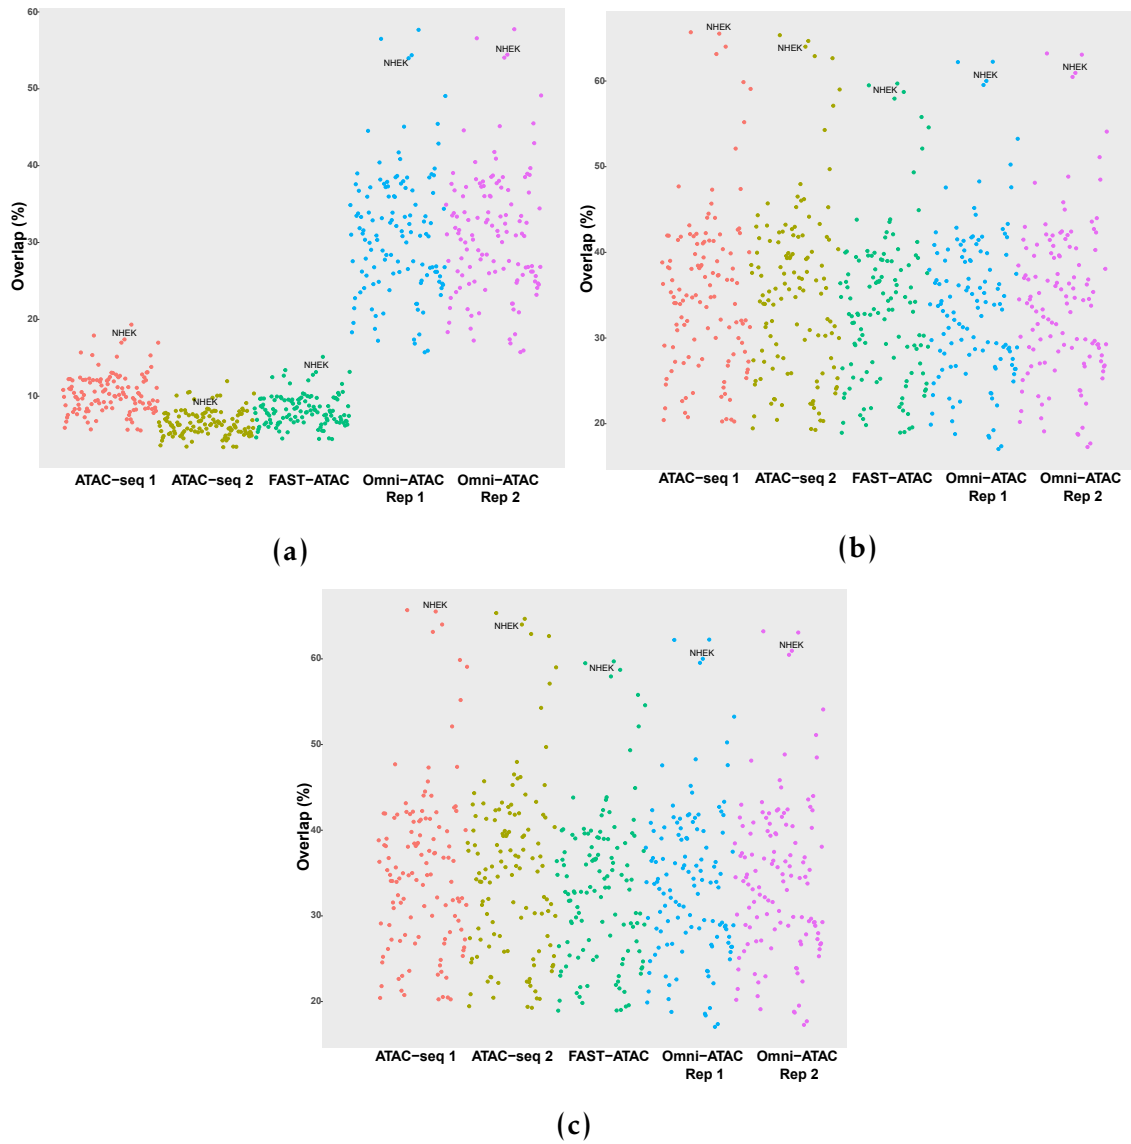 60
50
40
30
20
10
Overlap (%)
NHEK
NHEK
NHEK
NHEK
NHEK
ATAC−seq 1
ATAC−seq 2
FAST−ATAC
Omni−ATAC
Rep 1
Omni−ATAC
Rep 2
(a)
60
50
40
30
20
Overlap (%)
NHEK
NHEK
NHEK
NHEK
NHEK
ATAC−seq 1
ATAC−seq 2
FAST−ATAC
Omni−ATAC
Rep 1
Omni−ATAC
Rep 2
(b)
60
50
40
30
20
Overlap (%)
NHEK
NHEK
NHEK
NHEK
NHEK
ATAC−seq 1
ATAC−seq 2
FAST−ATAC
Omni−ATAC
Rep 1
Omni−ATAC
Rep 2
(c)